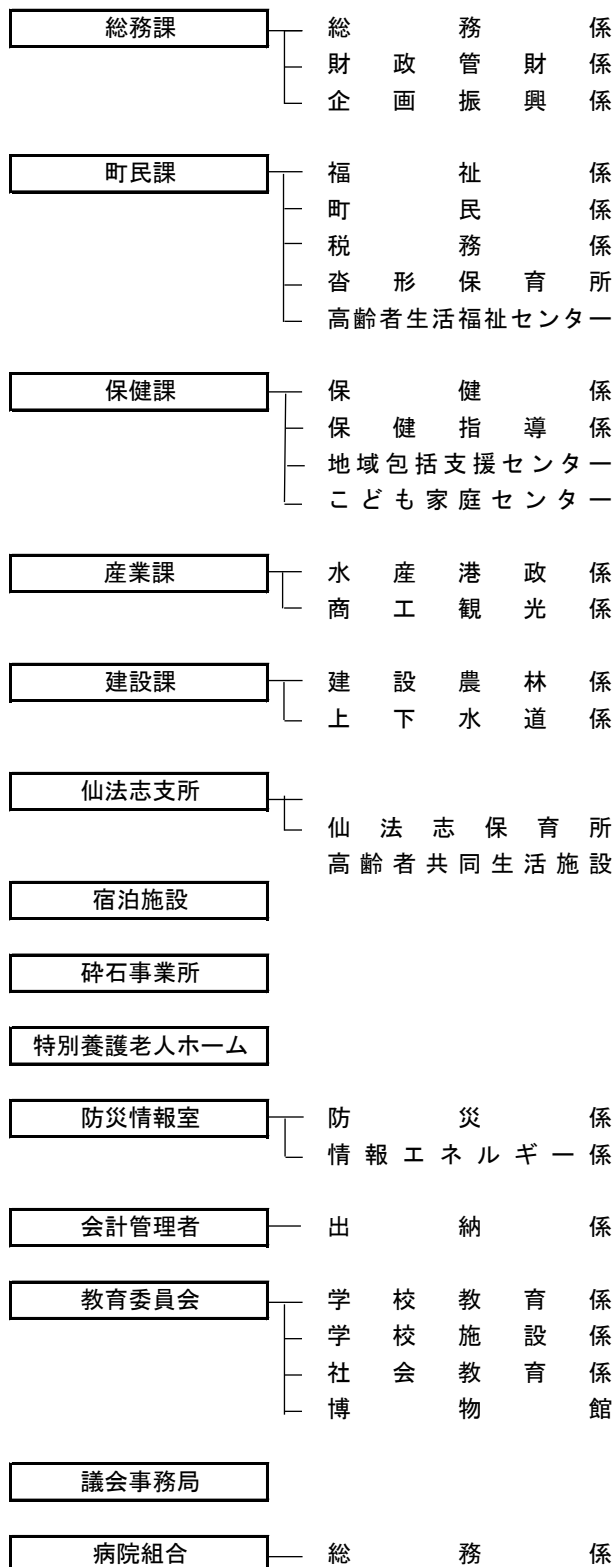 総務課 総務係
財政管財係
企画振興係
町民課 福祉係
町民係
税務係
沓形保育所
高齢者生活福祉センター
保健課 保健係
保健指導係
地域包括支援センター
こども家庭センター
産業課 水産港政係
商工観光係
建設課 建設農林係
上下水道係
仙法志支所
仙法志保育所
高齢者共同生活施設
宿泊施設
砕石事業所
特別養護老人ホーム
防災情報室 防災係
情報エネルギー係
会計管理者 出納係
教育委員会 学校教育係
学校施設係
社会教育係
博物館
議会事務局
病院組合 総務係